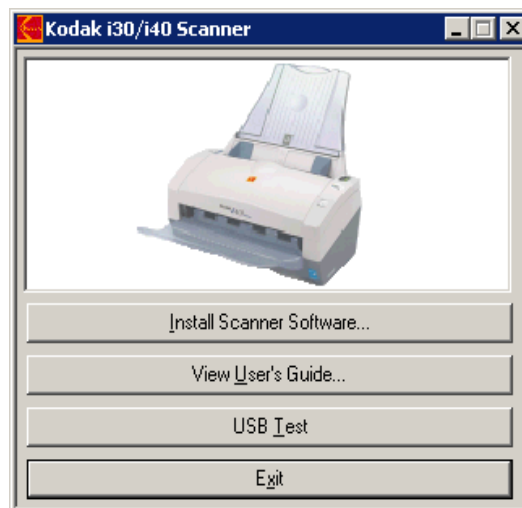 Kodak i30/i40 Scanner
Install Scanner Software...
View User's Guide...
USB Test
Exit